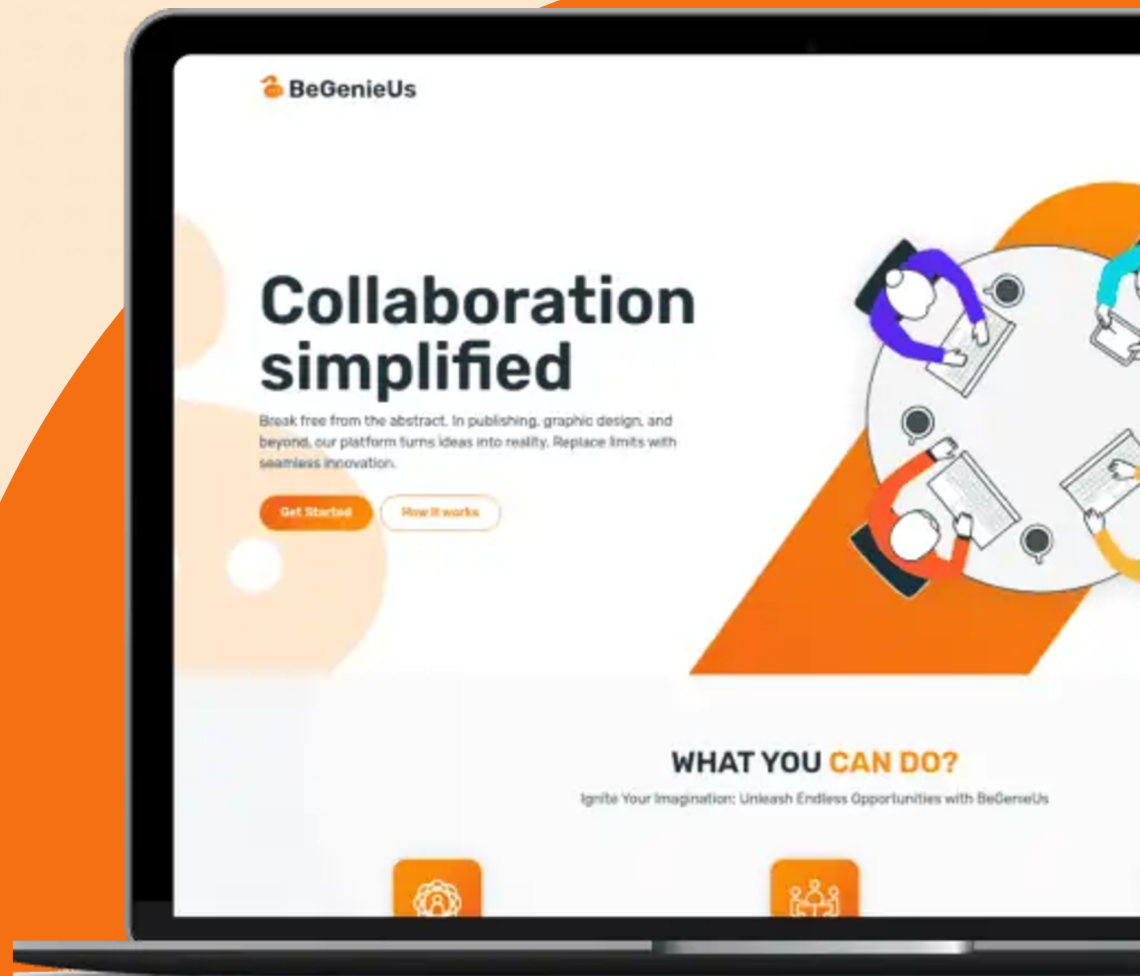 BeGenieUs
Collaboration
simplified
Break free from the abstract. In publishing, graphic design, and
beyond, our platform turns ideas into reality. Replace limits with
seamless innovation.
Get Started
How it works
WHAT YOU CAN DO?
Ignite Your Imagination: Unleash Endless Opportunities with BeGenieUs